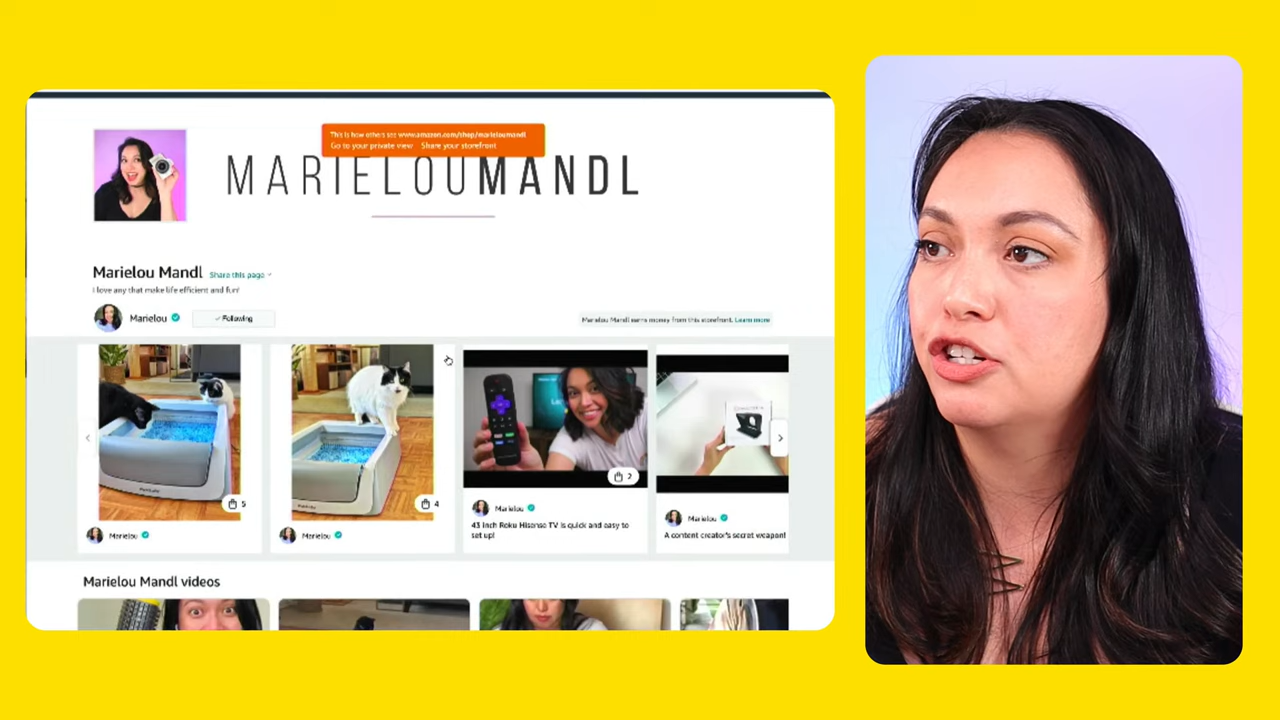 This is how others see www.amazon.com/shop/marieloumandl
Go to your private view Share your storefront
MARIELOUMANDL
Marielou Mandl Share this page
I love any that make life efficient and fun!
Marielou Following
Marielou Mandl earns money from this storefront. Learn more
5
4
2
Marielou
Marielou
Marielou
43 inch Roku Hisense TV is quick and easy to
set up!
Marielou
A content creator's secret weapon!
Marielou Mandl videos